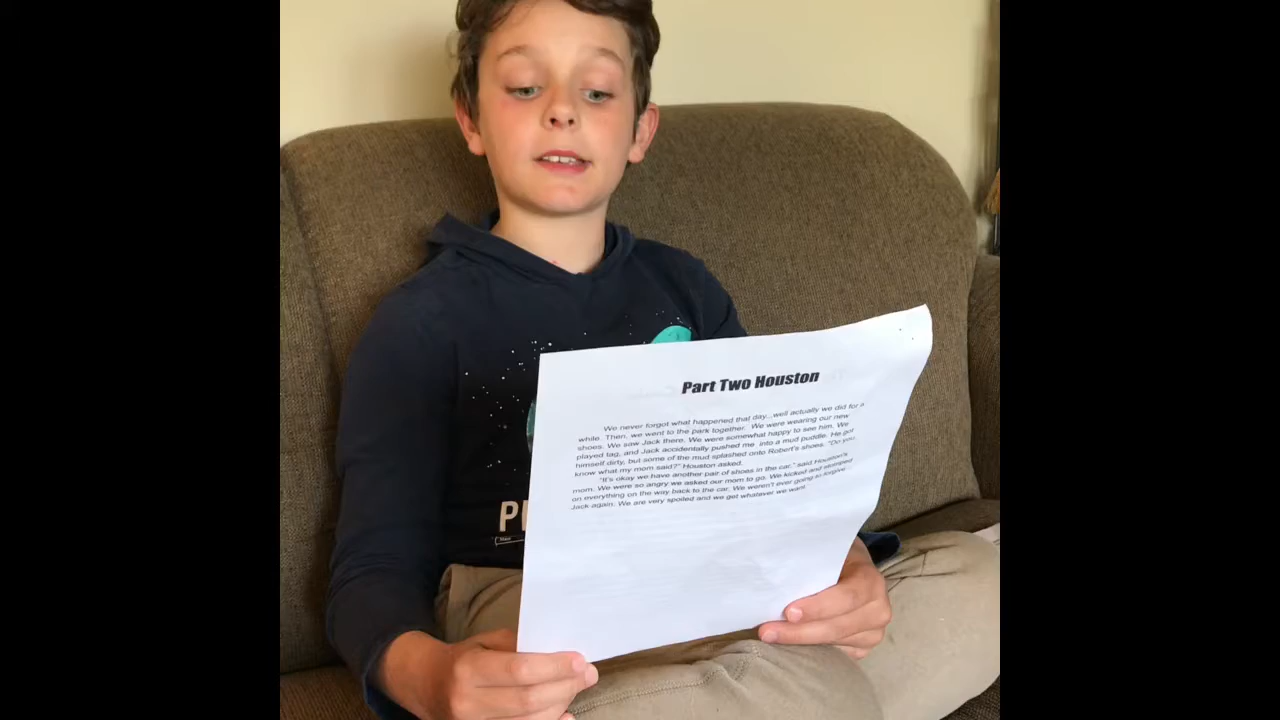 Part Two Houston
We never forgot what happened that day...well actually we did for a
while. Then, we went to the park together. We were wearing our new
shoes. We saw Jack there. We were somewhat happy to see him. We
played tag, and Jack accidentally pushed me into a mud puddle. He got
himself dirty, but some of the mud splashed onto Robert's shoes. "Do you
know what my mom said?" Houston asked.
"It's okay we have another pair of shoes in the car." said Houston's
mom. We were so angry we asked our mom to go. We kicked and stomped
on everything on the way back to the car. We weren't ever going to forgive
Jack again. We are very spoiled and we get whatever we want.